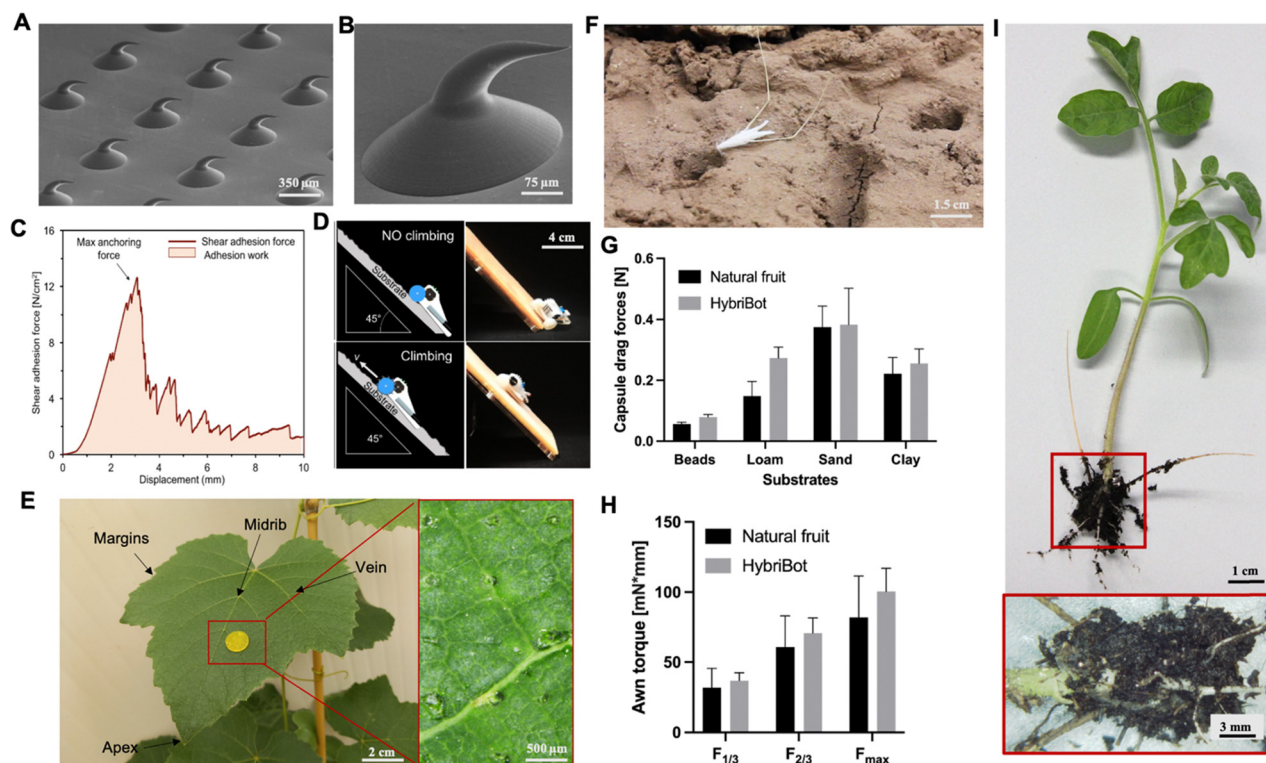 A
350 µm
B
75 µm
C
Shear adhesion force [N/cm²]
16
12
8
4
0
Max anchoring
force
Shear adhesion force
Adhesion work
0 2 4 6 8 10
Displacement (mm)
D
NO climbing
Substrate
45°
4 cm
Climbing
v
Substrate
45°
E
Margins
Midrib
Vein
Apex
2 cm
500 µm
F
1.5 cm
G
Capsule drag forces [N]
0.6
0.4
0.2
0.0
Natural fruit
HybriBot
Beads Loam Sand Clay
Substrates
H
Awn torque [mN*mm]
150
100
50
0
Natural fruit
HybriBot
F1/3 F2/3 Fmax
I
1 cm
3 mm